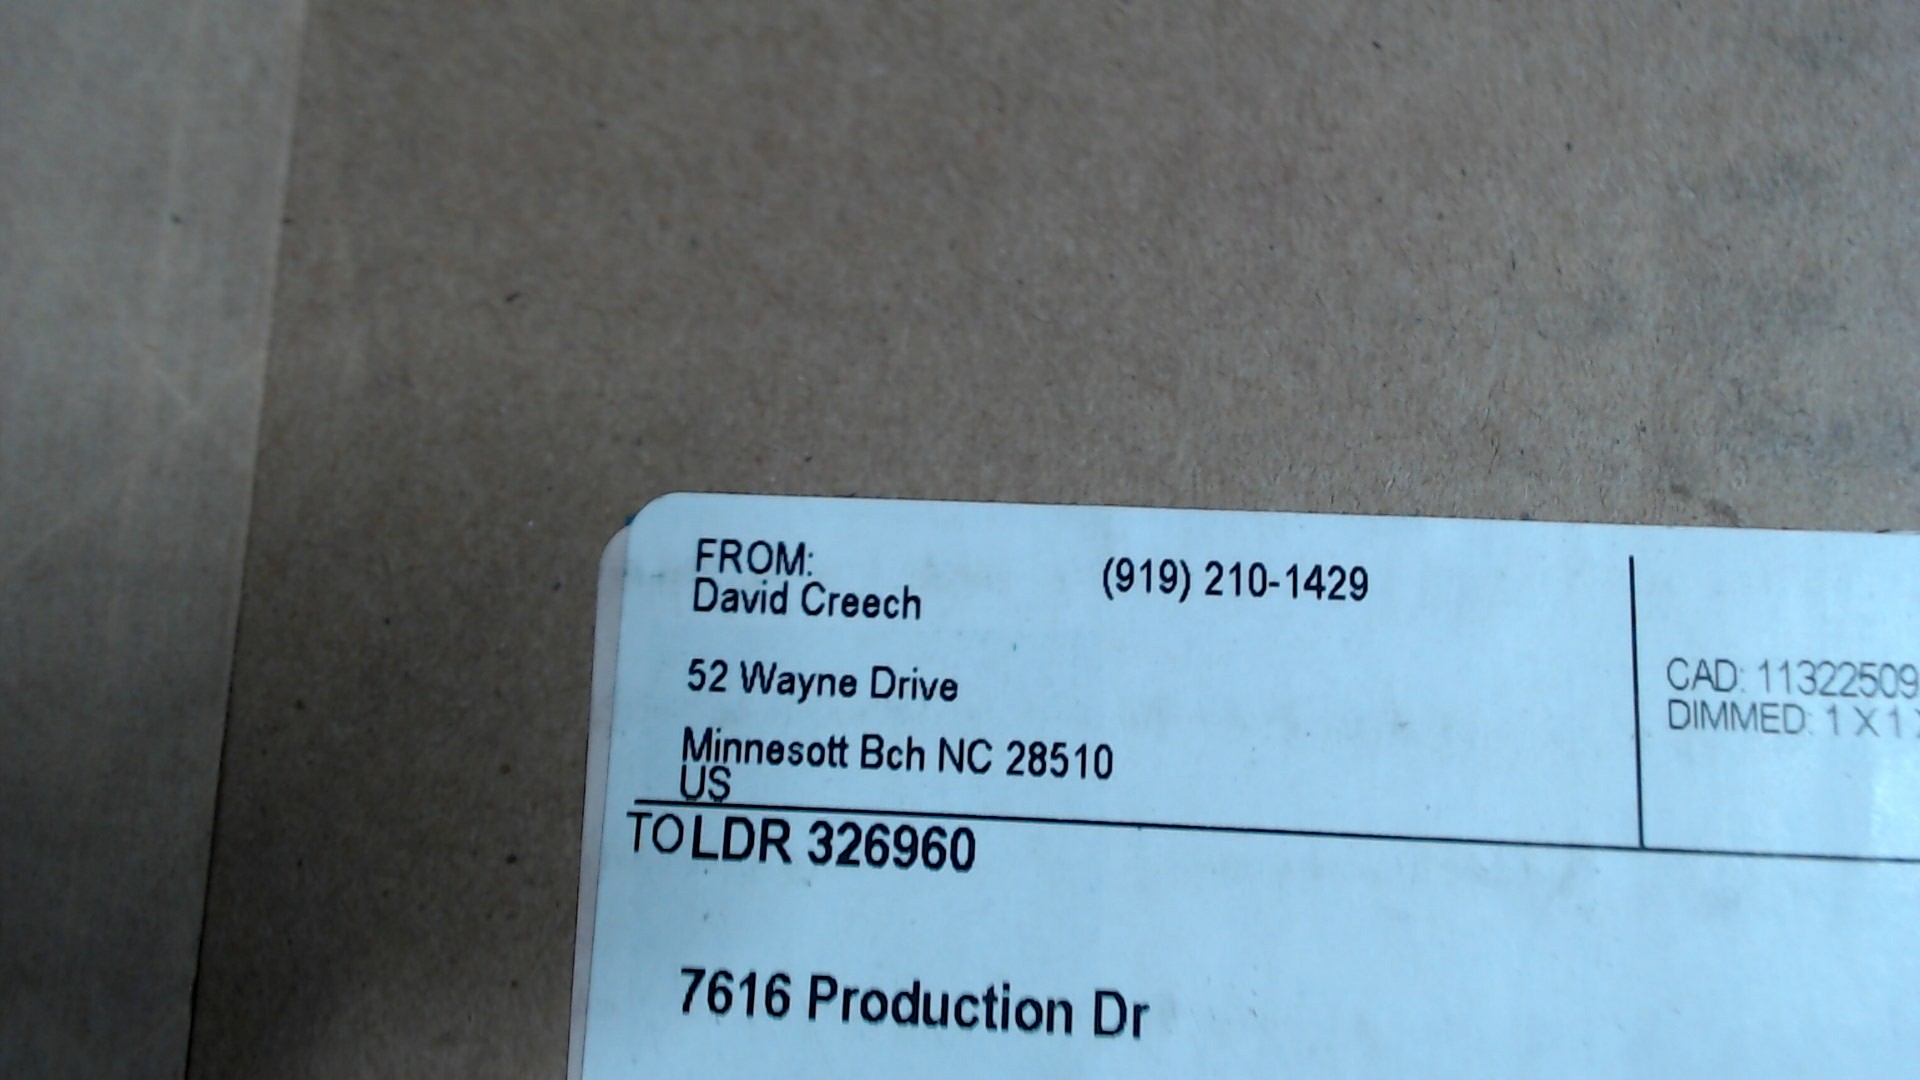 FROM:
David Creech
(919) 210-1429
52 Wayne Drive
Minnesott Bch NC 28510
US
CAD: 11322509
DIMMED: 1 X 1
TO LDR 326960
7616 Production Dr